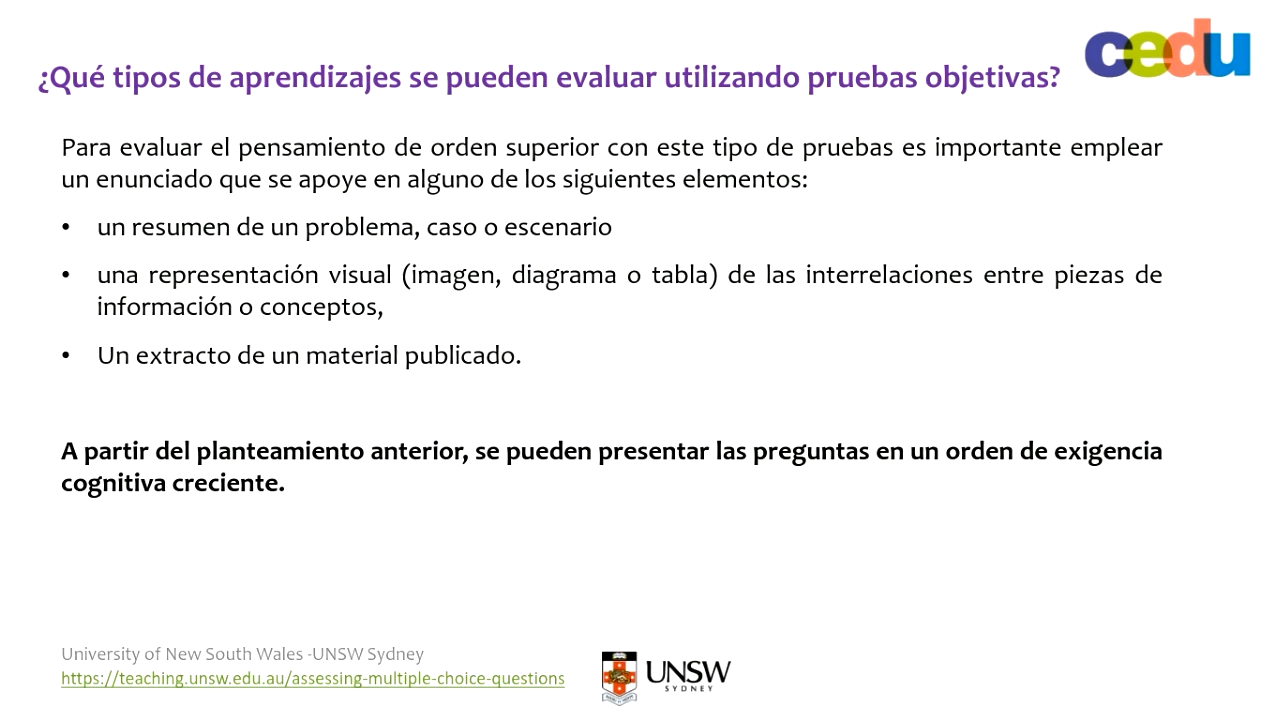 cedu
¿Qué tipos de aprendizajes se pueden evaluar utilizando pruebas objetivas?
Para evaluar el pensamiento de orden superior con este tipo de pruebas es importante emplear
un enunciado que se apoye en alguno de los siguientes elementos:
• un resumen de un problema, caso o escenario
• una representación visual (imagen, diagrama o tabla) de las interrelaciones entre piezas de
información o conceptos,
• Un extracto de un material publicado.
A partir del planteamiento anterior, se pueden presentar las preguntas en un orden de exigencia
cognitiva creciente.
University of New South Wales -UNSW Sydney
https://teaching.unsw.edu.au/assessing-multiple-choice-questions
UNSW
SYDNEY